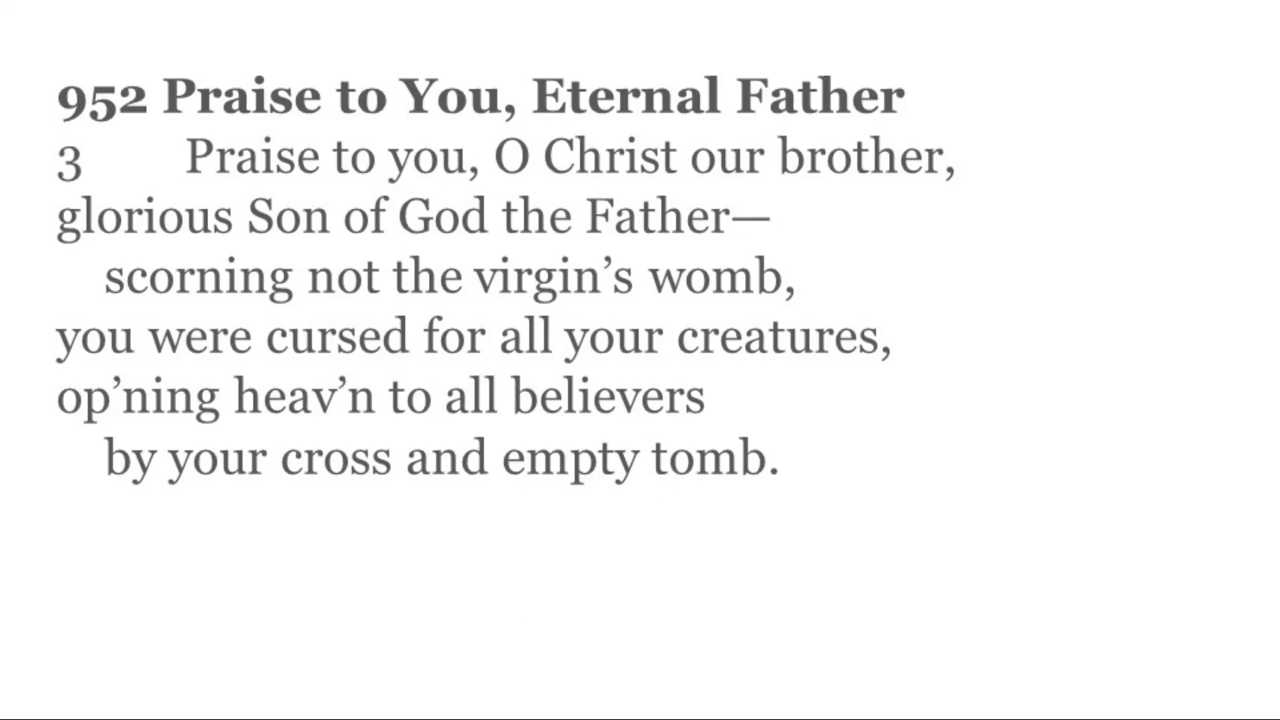 952 Praise to You, Eternal Father
3 Praise to you, O Christ our brother,
glorious Son of God the Father—
scorning not the virgin’s womb,
you were cursed for all your creatures,
op’ning heav’n to all believers
by your cross and empty tomb.